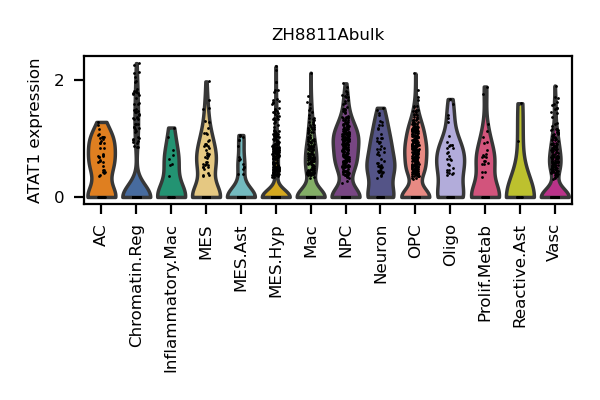 ZH8811Abulk
ATAT1 expression
2
0
AC
Chromatin.Reg
Inflammatory.Mac
MES
MES.Ast
MES.Hyp
Mac
NPC
Neuron
OPC
Oligo
Prolif.Metab
Reactive.Ast
Vasc